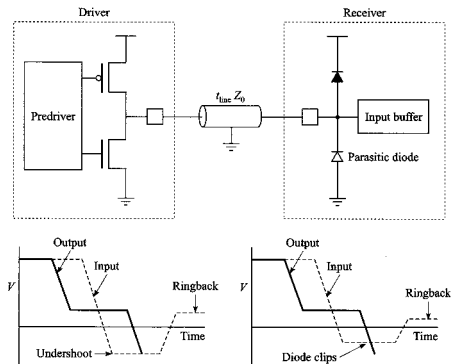 Driver
Receiver
Predriver
t_line Z_0
Input buffer
Parasitic diode
Output
Input
Ringback
V
Time
Undershoot
Output
Input
Ringback
V
Time
Diode clips